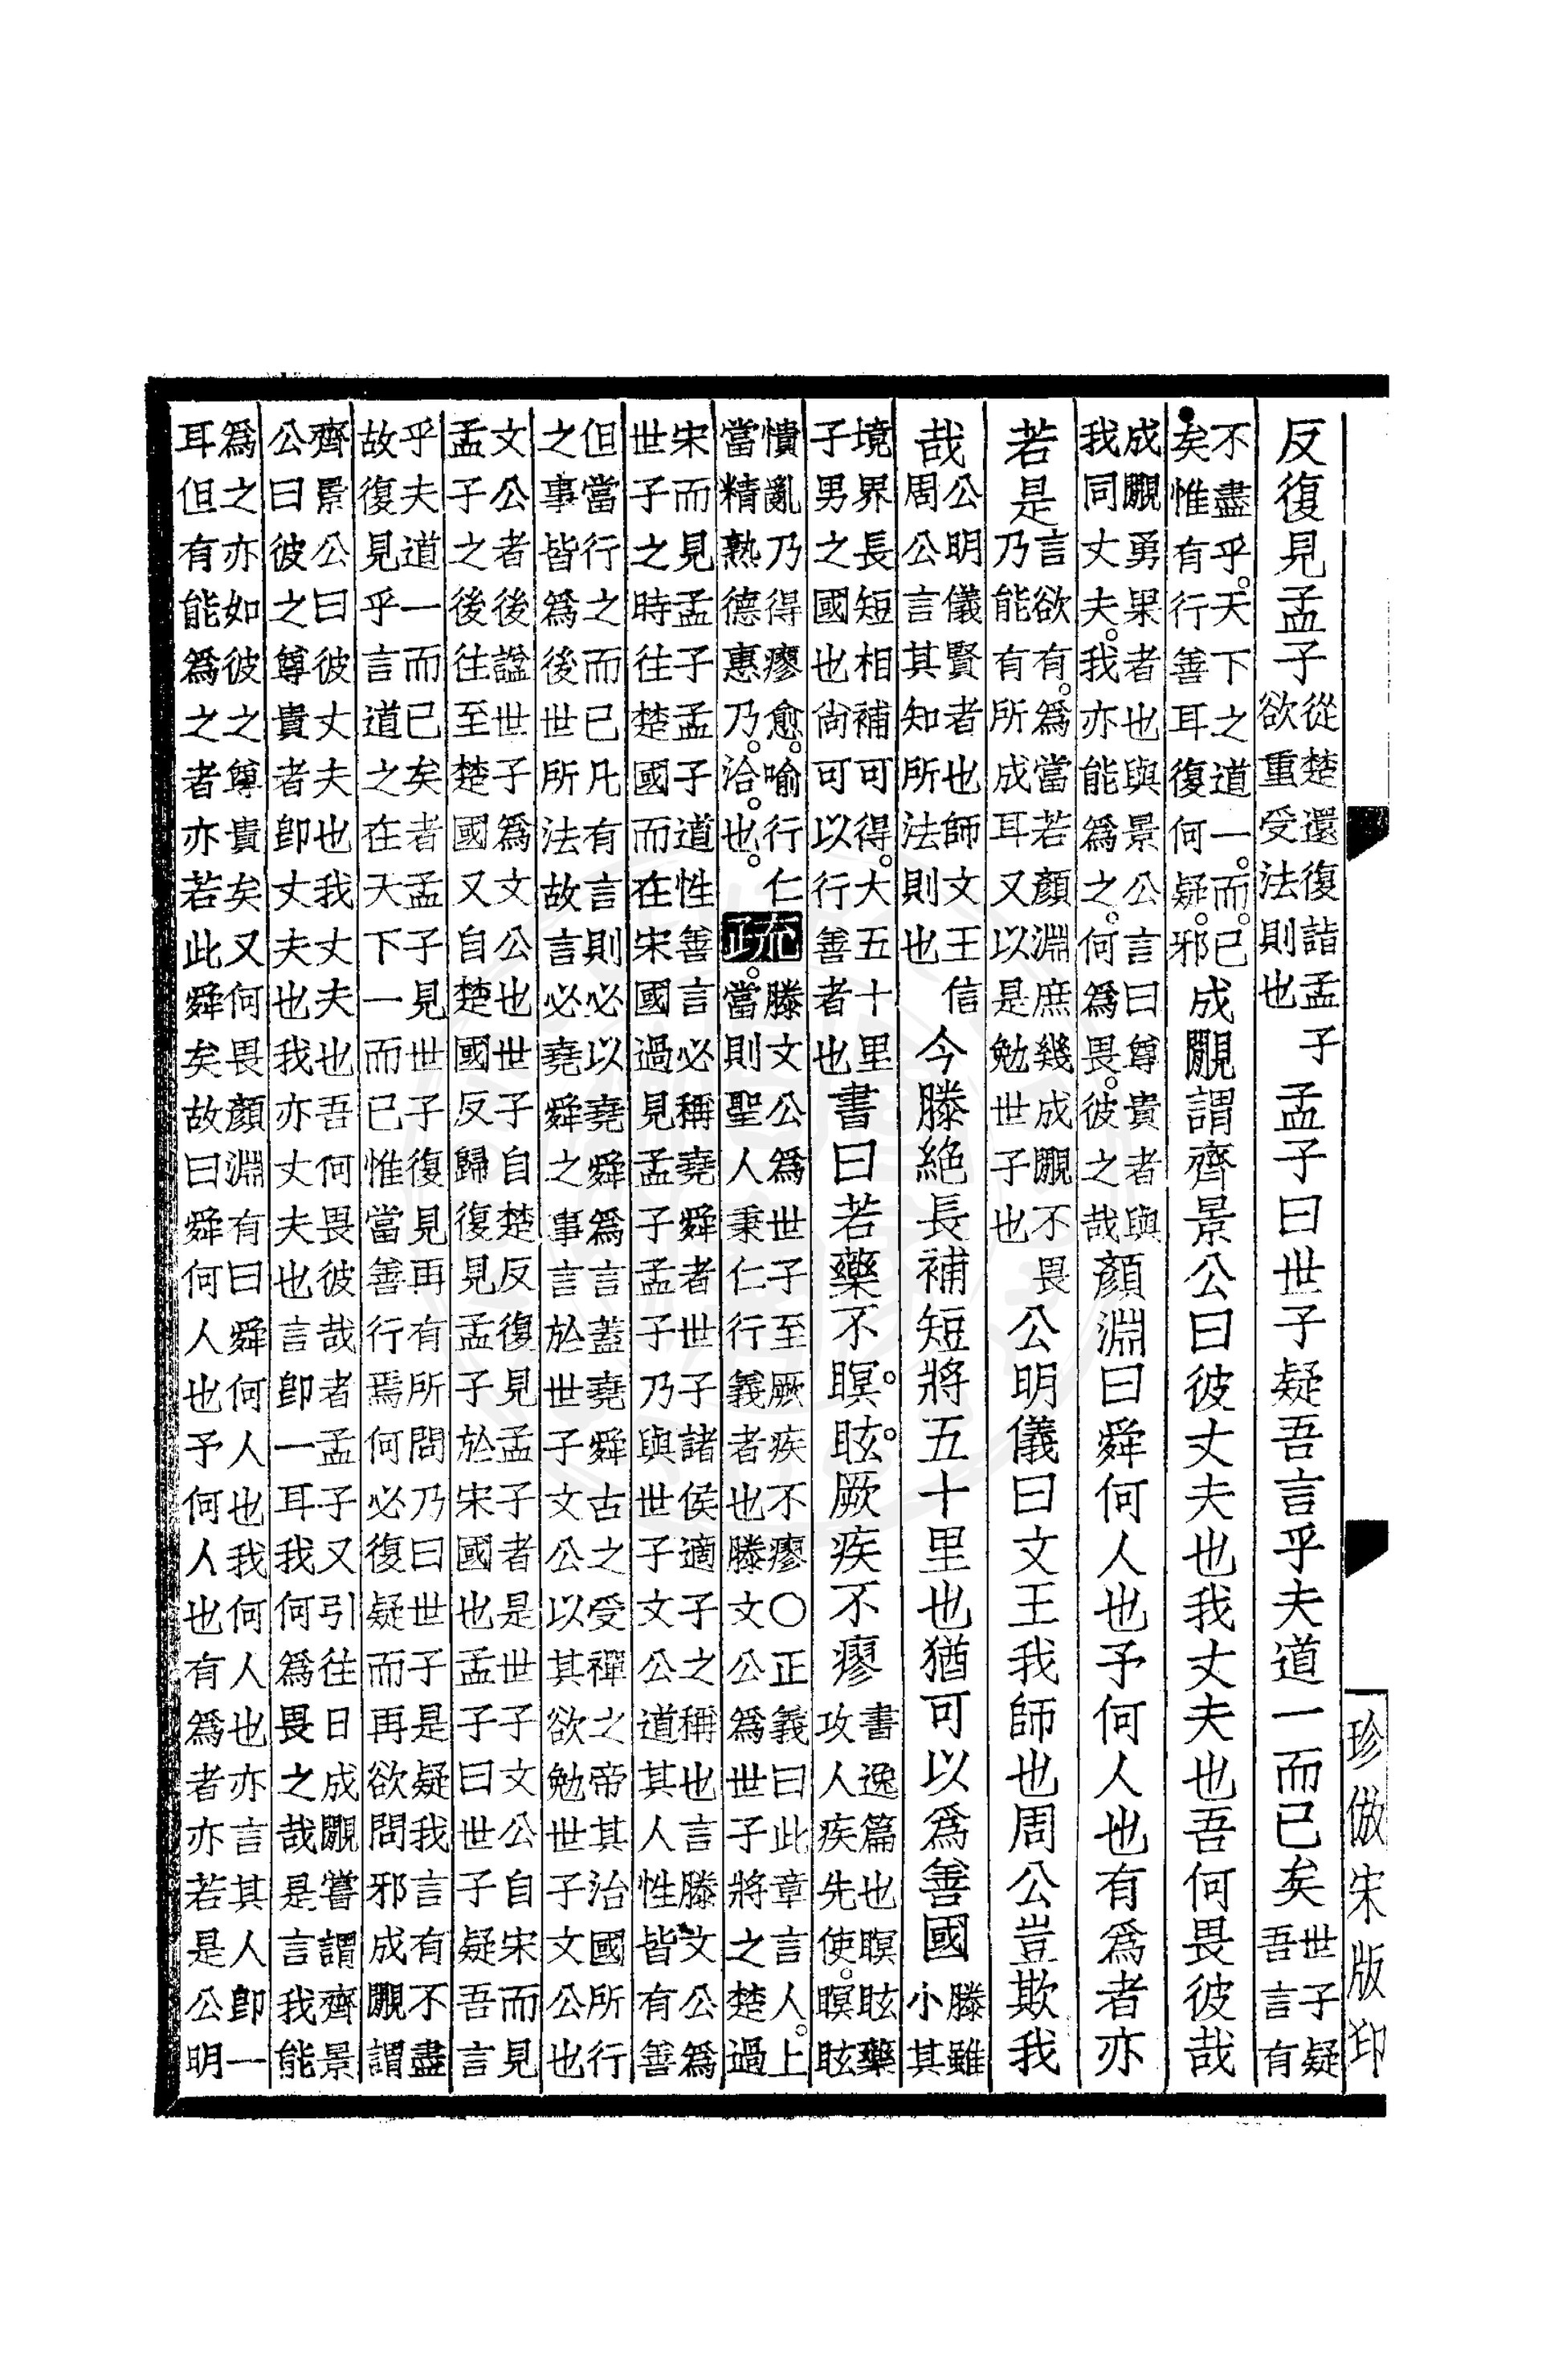 珍倣宋版印
反復見孟子從楚還復詣孟子欲重受法則也孟子曰世子疑吾言乎夫道一而已矣世子疑吾言有
不盡乎天下之道一而已矣惟有行善耳復何疑邪成覸謂齊景公曰彼丈夫也我丈夫也吾何畏彼哉
成覸勇果者也與景公言曰尊貴者與我同丈夫我亦能爲之何爲畏彼之哉顏淵曰舜何人也予何人也有爲者亦
若是言欲有爲當若顏淵庶幾成覸不畏乃能有所成耳又以是勉世子也公明儀曰文王我師也周公豈欺我
哉公明儀賢者也師文王信周公言其知所法則也今滕絕長補短將五十里也猶可以爲善國滕雖小其
境界長短相補可得大五十里子男之國也尚可以行善者也書曰若藥不瞑眩厥疾不瘳書逸篇也瞑眩藥攻人疾先使瞑眩
憒亂乃得瘳愈喻行仁當精熟德惠乃洽也疏滕文公爲世子至厥疾不瘳○正義曰此章言人上當則聖人秉仁行義者也滕文公爲世子將之楚過
宋而見孟子孟子道性善言必稱堯舜者世子諸侯適子之稱也言滕文公爲
世子之時往楚國而在宋國過見孟子孟子乃與世子文公道其人性皆有善
但當行之而已凡有言則必以堯舜爲言蓋堯舜古之受禪之帝其治國所行
之事皆爲後世所法故言必堯舜之事言於世子文公以其欲勉世子文公也
文公者後謚世子爲文公也世子自楚反復見孟子者是世子文公自宋而見
孟子之後往至楚國又自楚國反歸復見孟子於宋國也孟子曰世子疑吾言
乎夫道一而已矣者孟子見世子復見再有所問乃曰世子是疑我言有不盡
故復見乎言道之在天下一而已惟當善行焉何必復疑而再欲問邪成覸謂
齊景公曰彼丈夫也我丈夫也吾何畏彼哉者孟子又引往日成覸嘗謂齊景
公曰彼之尊貴者卽丈夫也我亦丈夫也言卽一耳我何爲畏之哉是言我能
爲之亦如彼之尊貴矣又何畏顏淵有曰舜何人也我何人也亦言其人卽一
耳但有能爲之者亦若此舜矣故曰舜何人也予何人也有爲者亦若是公明